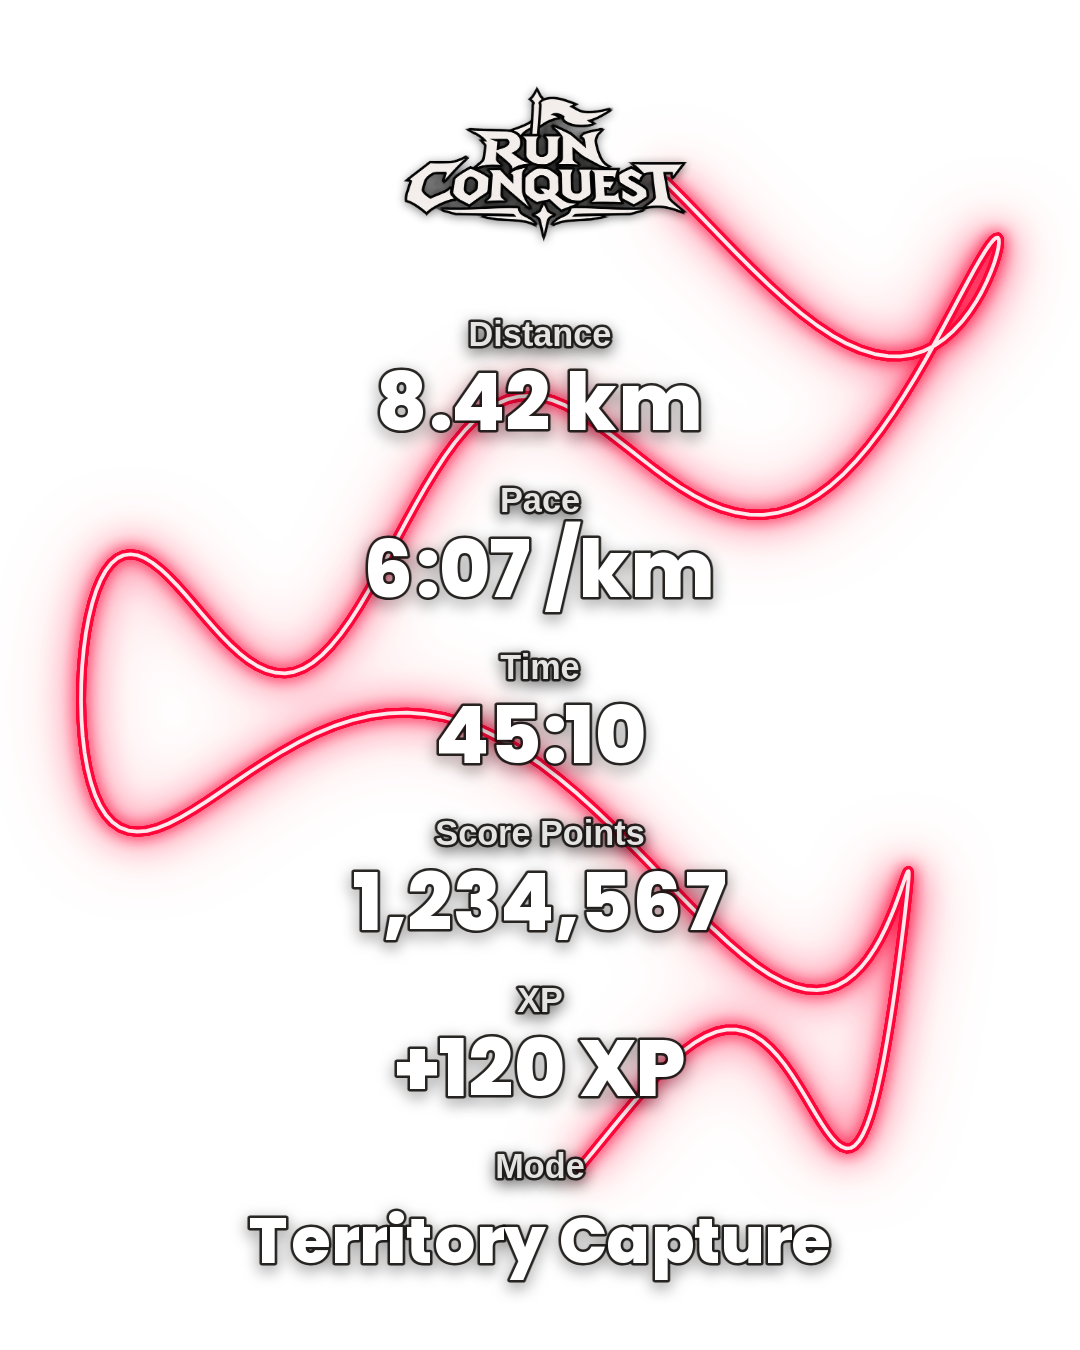 RUN
CONQUEST
Distance
8.42 km
Pace
6:07 /km
Time
45:10
Score Points
1,234,567
XP
+120 XP
Mode
Territory Capture